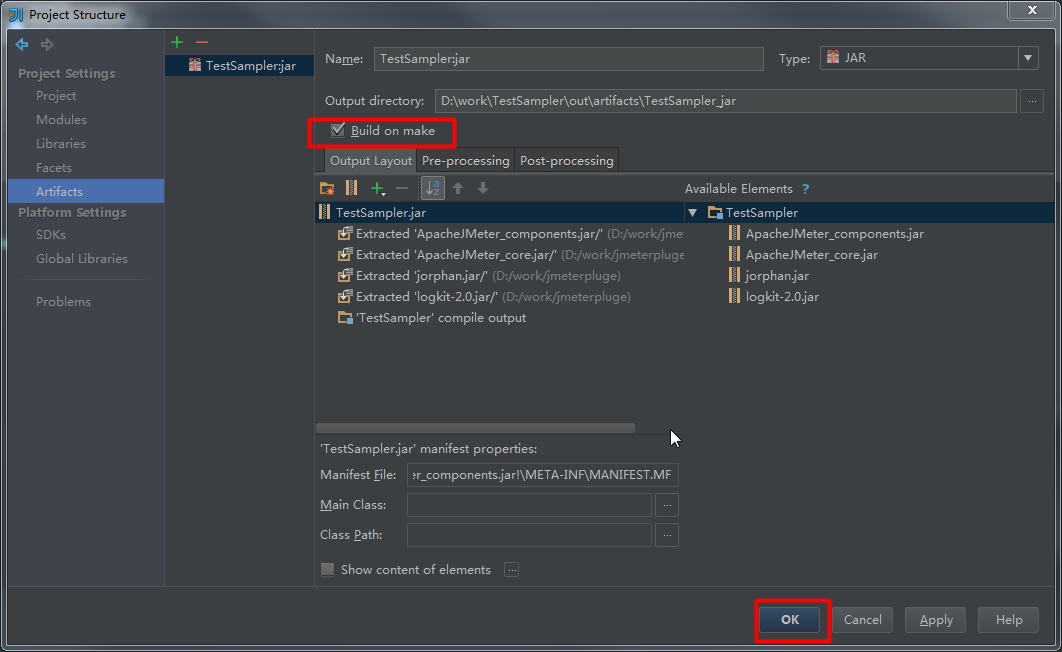 JI Project Structure
Project Settings
Project
Modules
Libraries
Facets
Artifacts
Platform Settings
SDKs
Global Libraries
Problems
TestSampler:jar
Name: TestSampler:jar Type: JAR
Output directory: D:\work\TestSampler\out\artifacts\TestSampler_jar ...
Build on make
Output Layout Pre-processing Post-processing
Available Elements ?
TestSampler.jar
Extracted 'ApacheJMeter_components.jar/' (D:/work/jme
Extracted 'ApacheJMeter_core.jar/' (D:/work/jmeterpluge
Extracted 'jorphan.jar/' (D:/work/jmeterpluge)
Extracted 'logkit-2.0.jar/' (D:/work/jmeterpluge)
'TestSampler' compile output
TestSampler
ApacheJMeter_components.jar
ApacheJMeter_core.jar
jorphan.jar
logkit-2.0.jar
'TestSampler.jar' manifest properties:
Manifest File: er_components.jar!\META-INF\MANIFEST.MF
Main Class: ...
Class Path: ...
Show content of elements ...
OK Cancel Apply Help